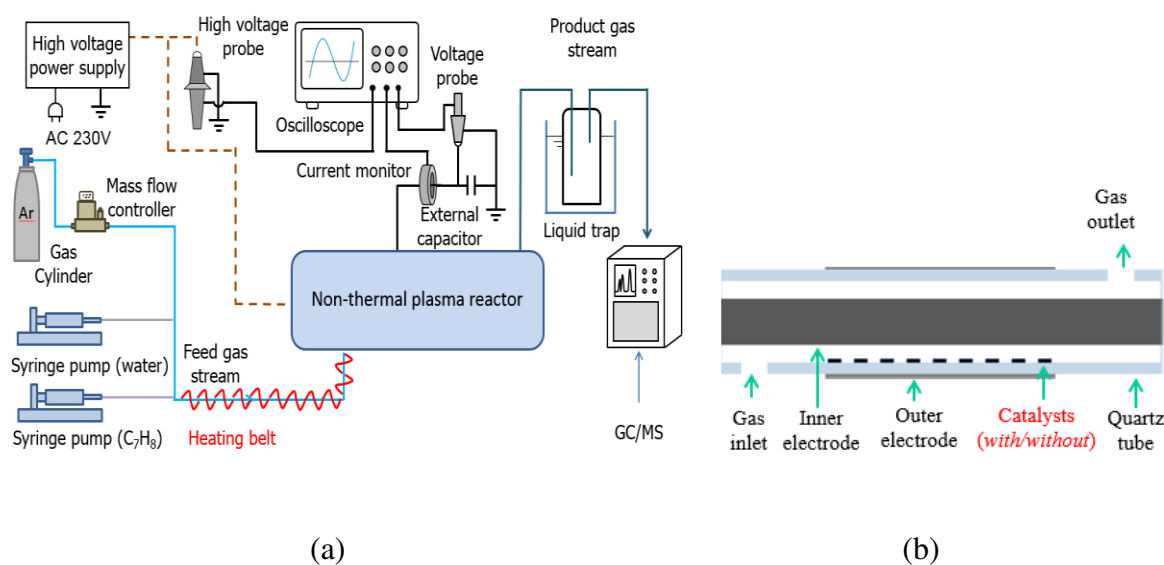 High voltage
power supply
AC 230V
High voltage
probe
Oscilloscope
Voltage
probe
Product gas
stream
Current monitor
External
capacitor
Liquid trap
Ar
Mass flow
controller
Gas
Cylinder
Non-thermal plasma reactor
Syringe pump (water)
Feed gas
stream
Syringe pump (C₇H₈)
Heating belt
GC/MS
Gas
outlet
Gas
inlet
Inner
electrode
Outer
electrode
Catalysts
(with/without)
Quartz
tube
(a)
(b)